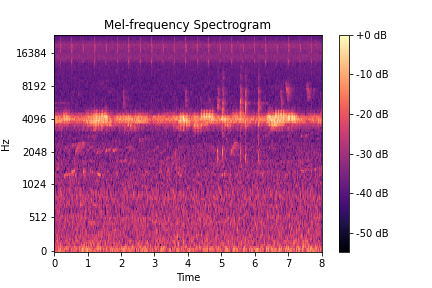 Mel-frequency Spectrogram
+0 dB
16384
-10 dB
8192
-20 dB
4096
Hz
-30 dB
2048
1024
-40 dB
512
-50 dB
0
0 1 2 3 4 5 6 7 8
Time